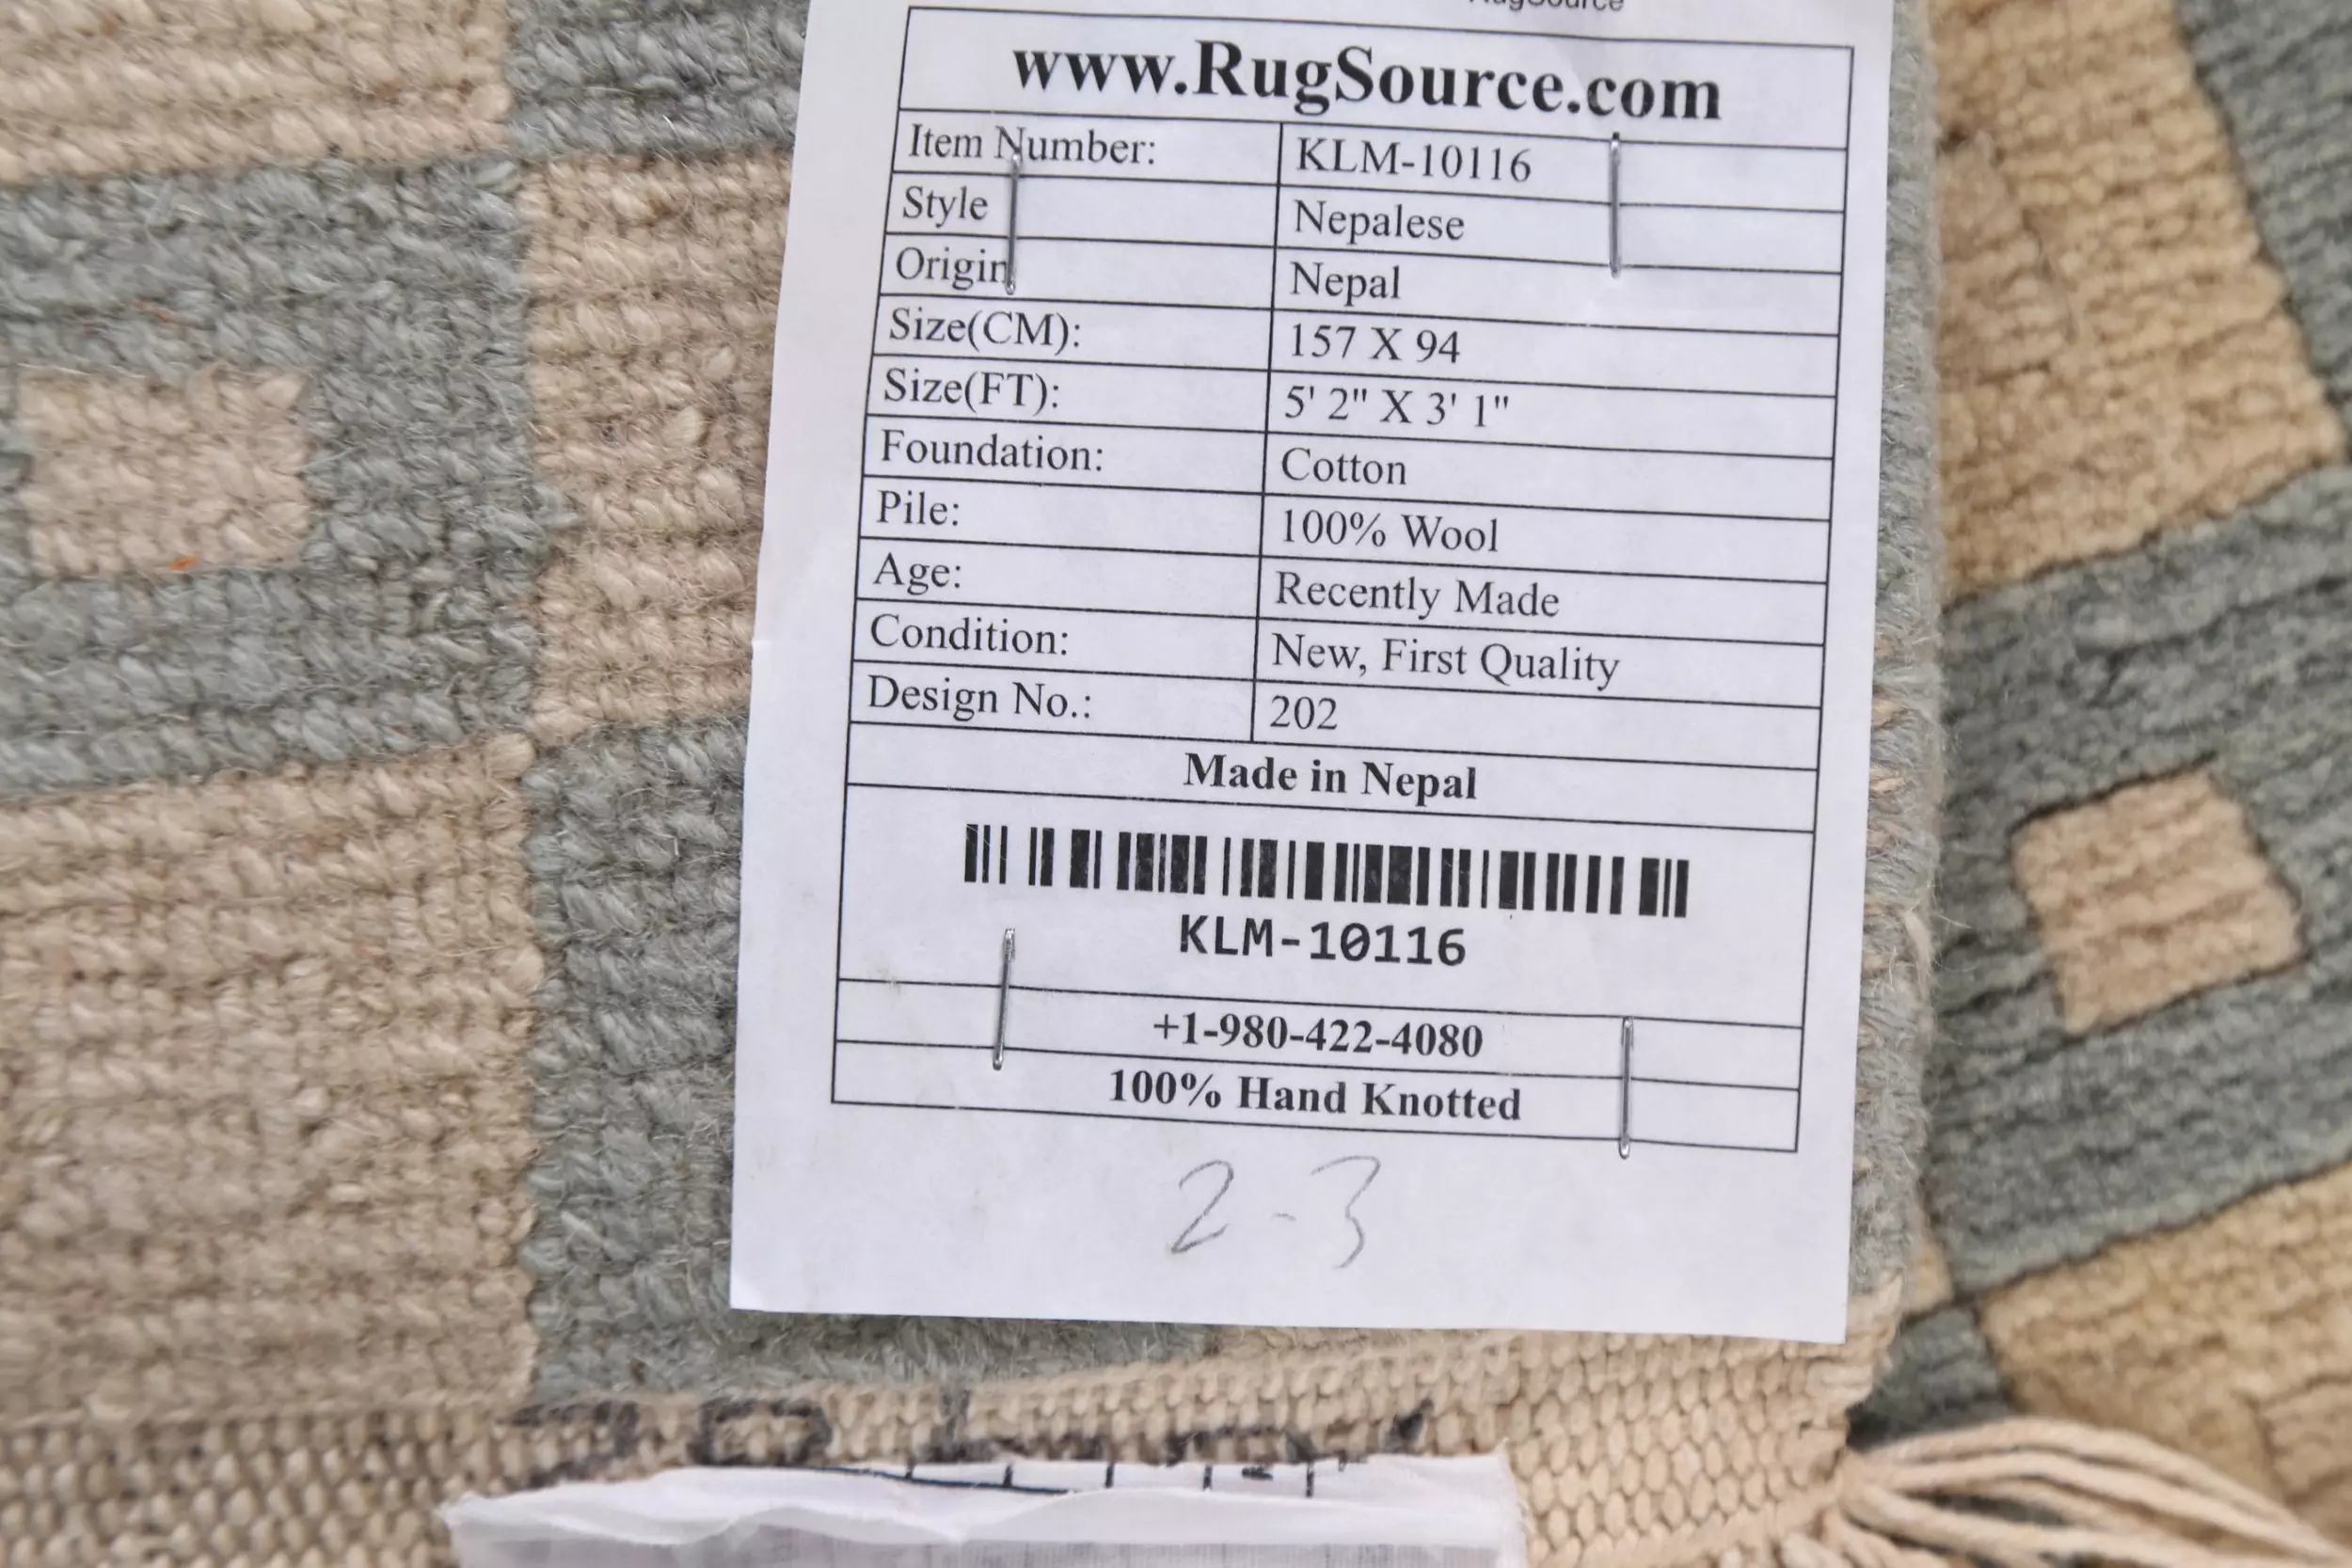 RugSource
www.RugSource.com
Item Number: KLM-10116
Style Nepalese
Origin Nepal
Size(CM): 157 X 94
Size(FT): 5' 2" X 3' 1"
Foundation: Cotton
Pile: 100% Wool
Age: Recently Made
Condition: New, First Quality
Design No.: 202
Made in Nepal
KLM-10116
+1-980-422-4080
100% Hand Knotted
2-3